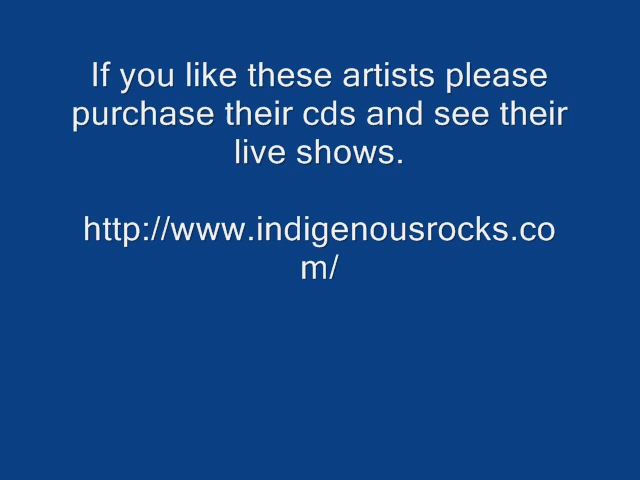 If you like these artists please
purchase their cds and see their
live shows.
http://www.indigenousrocks.co
m/